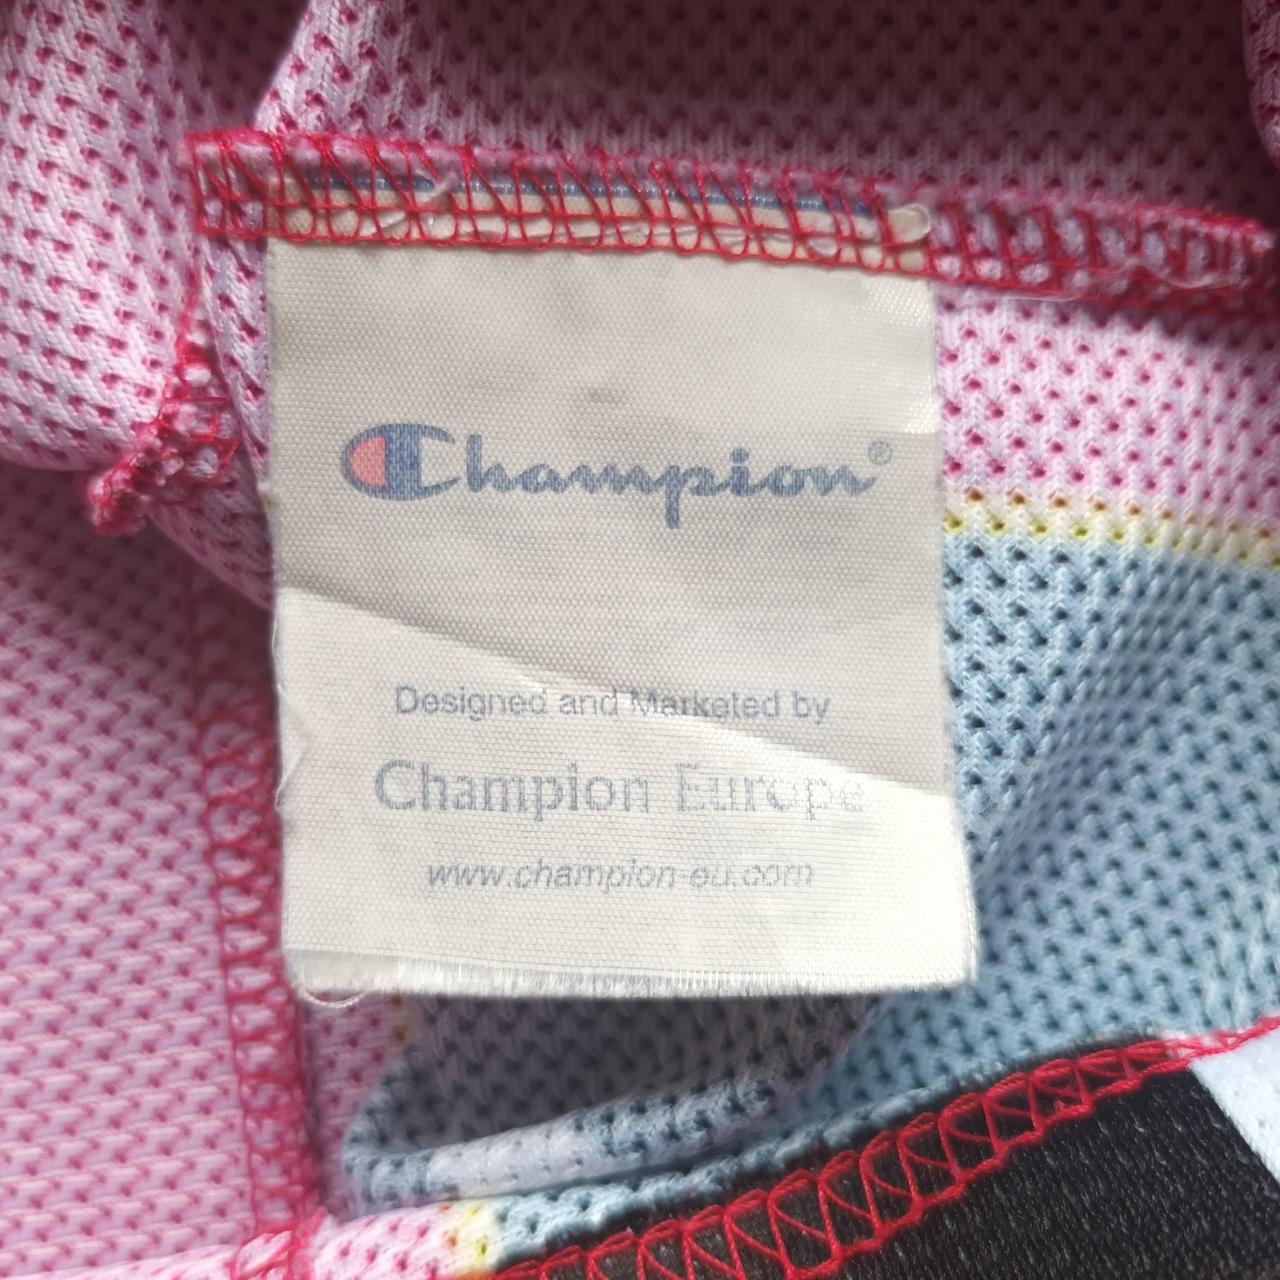 Champion®
Designed and Marketed by
Champion Europe
www.champion-eu.com